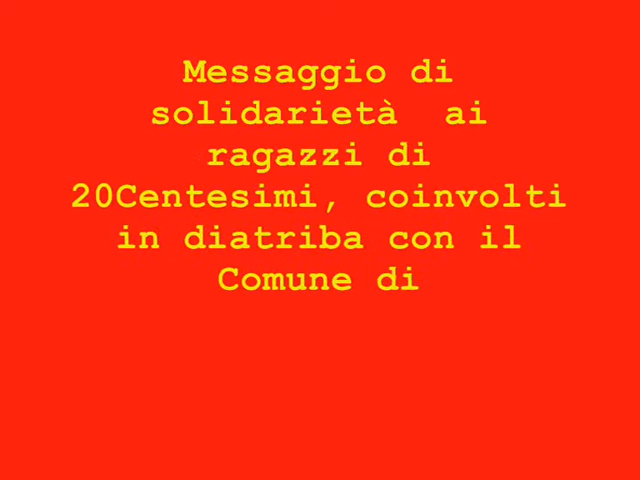 Messaggio di
solidarietà  ai
ragazzi di
20Centesimi, coinvolti
in diatriba con il
Comune di